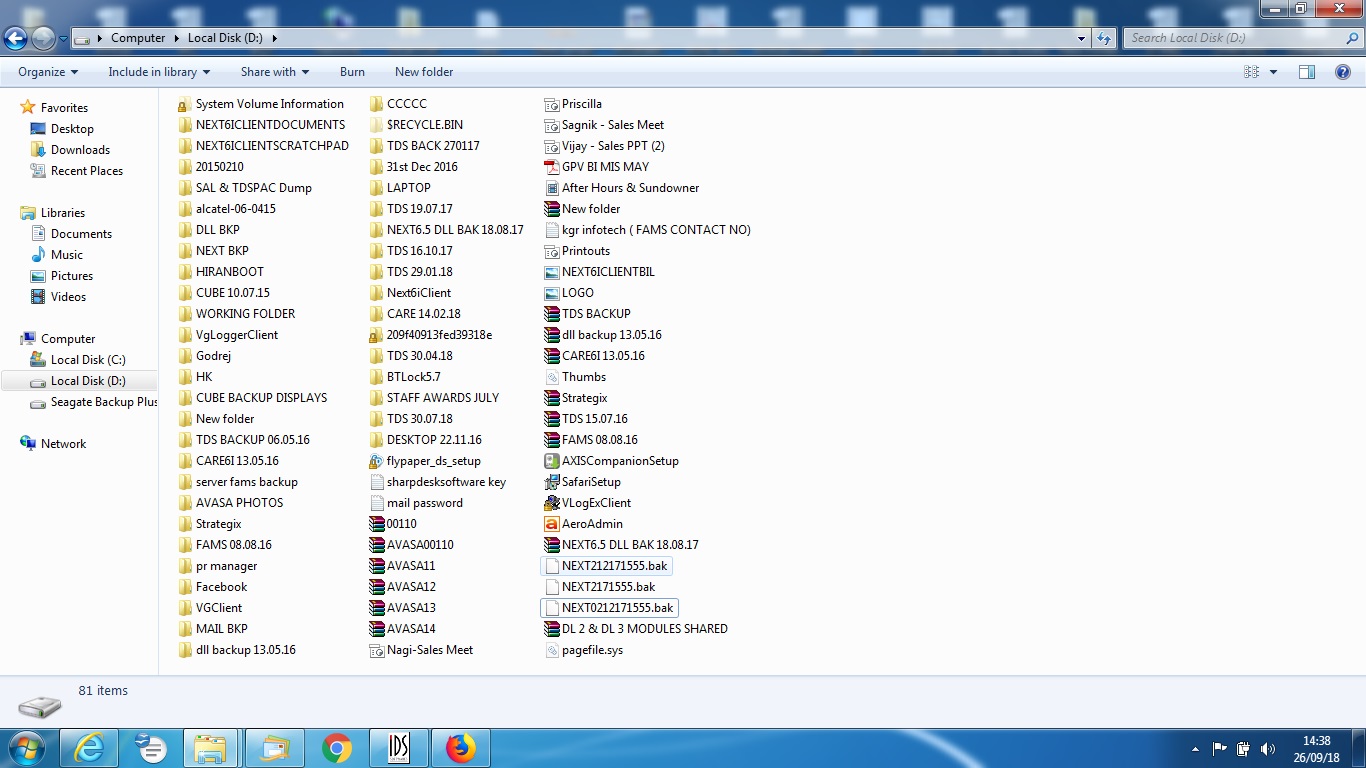 Computer
Local Disk (D:)
Search Local Disk (D:)
Organize
Include in library
Share with
Burn
New folder
Favorites
Desktop
Downloads
Recent Places
Libraries
Documents
Music
Pictures
Videos
Computer
Local Disk (C:)
Local Disk (D:)
Seagate Backup Plus
Network
System Volume Information
NEXT6ICLIENTDOCUMENTS
NEXT6ICLIENTSCRATCHPAD
20150210
SAL & TDSPAC Dump
alcatel-06-0415
DLL BKP
NEXT BKP
HIRANBOOT
CUBE 10.07.15
WORKING FOLDER
VgLoggerClient
Godrej
HK
CUBE BACKUP DISPLAYS
New folder
TDS BACKUP 06.05.16
CARE6I 13.05.16
server fams backup
AVASA PHOTOS
Strategix
FAMS 08.08.16
pr manager
Facebook
VGClient
MAIL BKP
dll backup 13.05.16
CCCCC
$RECYCLE.BIN
TDS BACK 270117
31st Dec 2016
LAPTOP
TDS 19.07.17
NEXT6.5 DLL BAK 18.08.17
TDS 16.10.17
TDS 29.01.18
Next6iClient
CARE 14.02.18
209f40913fed39318e
TDS 30.04.18
BTLock5.7
STAFF AWARDS JULY
TDS 30.07.18
DESKTOP 22.11.16
flypaper_ds_setup
sharpdesksoftware key
mail password
00110
AVASA00110
AVASA11
AVASA12
AVASA13
AVASA14
Nagi-Sales Meet
Priscilla
Sagnik - Sales Meet
Vijay - Sales PPT (2)
GPV BI MIS MAY
After Hours & Sundowner
New folder
kgr infotech ( FAMS CONTACT NO)
Printouts
NEXT6ICLIENTBIL
LOGO
TDS BACKUP
dll backup 13.05.16
CARE6I 13.05.16
Thumbs
Strategix
TDS 15.07.16
FAMS 08.08.16
AXISCompanionSetup
SafariSetup
VLogExClient
AeroAdmin
NEXT6.5 DLL BAK 18.08.17
NEXT212171555.bak
NEXT2171555.bak
NEXT0212171555.bak
DL 2 & DL 3 MODULES SHARED
pagefile.sys
81 items
IDS
14:38
26/09/18